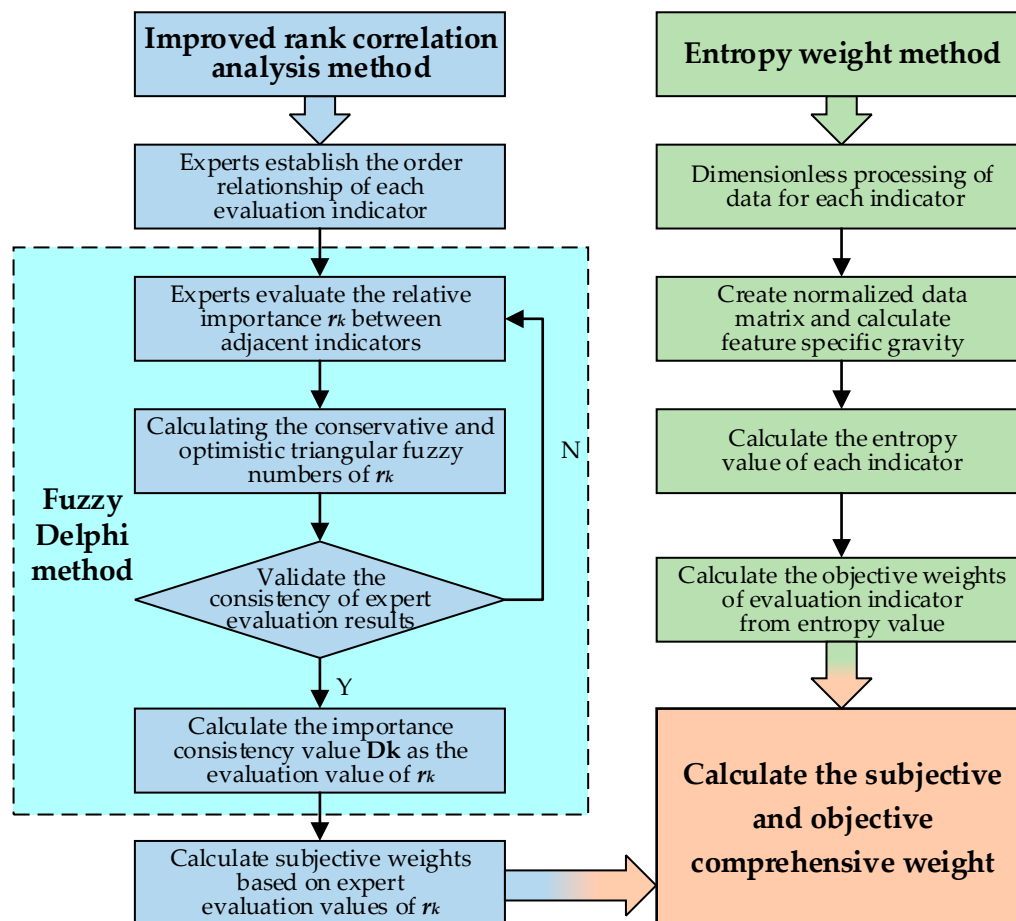 Improved rank correlation
analysis method
Experts establish the order
relationship of each
evaluation indicator
Experts evaluate the relative
importance rk between
adjacent indicators
Calculating the conservative and
optimistic triangular fuzzy
numbers of rk
N
Fuzzy
Delphi
method
Validate the
consistency of expert
evaluation results
Y
Calculate the importance
consistency value Dk as the
evaluation value of rk
Calculate subjective weights
based on expert
evaluation values of rk
Entropy weight method
Dimensionless processing of
data for each indicator
Create normalized data
matrix and calculate
feature specific gravity
Calculate the entropy
value of each indicator
Calculate the objective weights
of evaluation indicator
from entropy value
Calculate the subjective
and objective
comprehensive weight